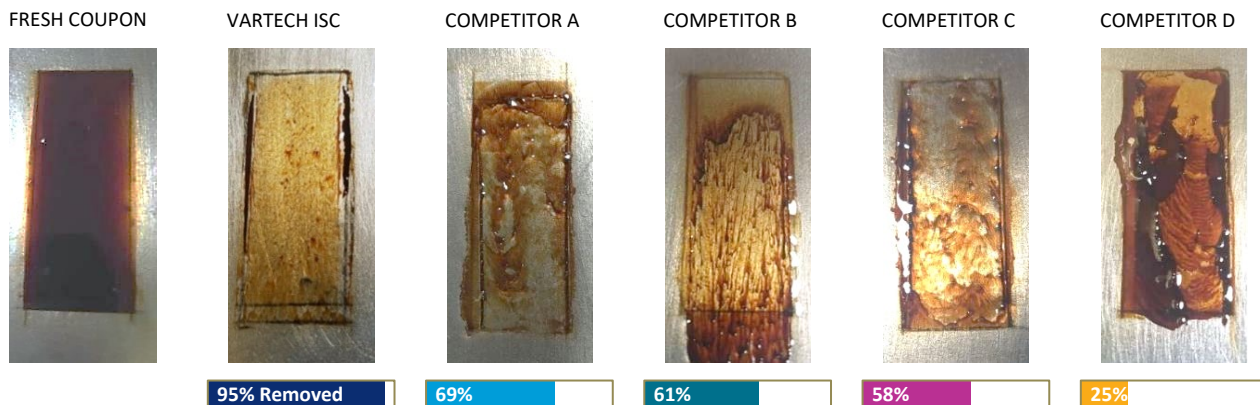 FRESH COUPON
VARTECH ISC
COMPETITOR A
COMPETITOR B
COMPETITOR C
COMPETITOR D
95% Removed
69%
61%
58%
25%